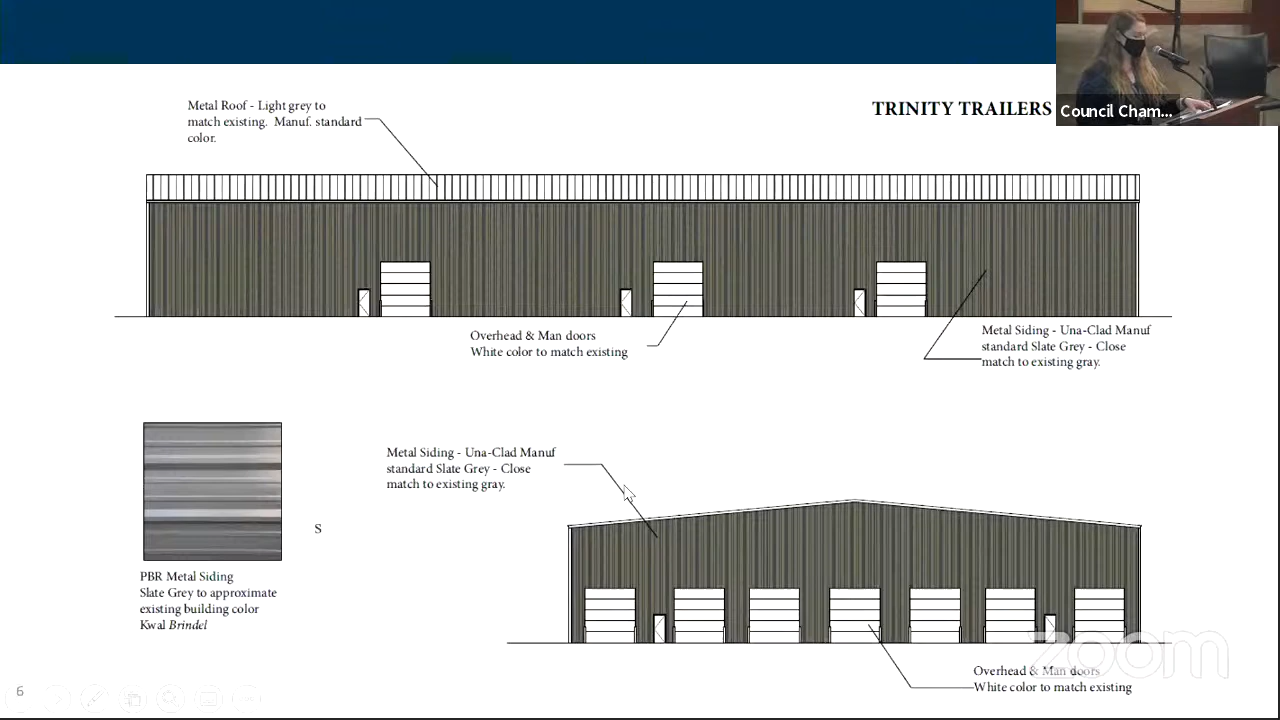 Metal Roof - Light grey to
match existing. Manuf. standard
color.
TRINITY TRAILERS
Council Cham...
Overhead & Man doors
White color to match existing
Metal Siding - Una-Clad Manuf
standard Slate Grey - Close
match to existing gray.
Metal Siding - Una-Clad Manuf
standard Slate Grey - Close
match to existing gray.
S
PBR Metal Siding
Slate Grey to approximate
existing building color
Kwal Brindel
Overhead & Man doors
White color to match existing
zoom
6